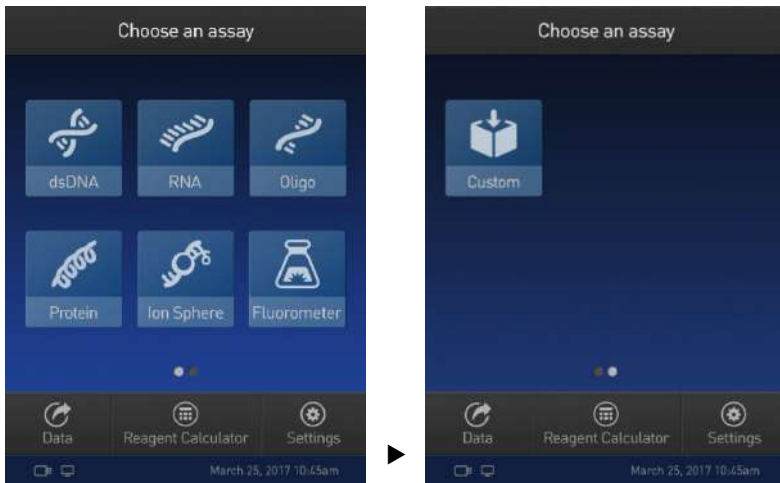 Choose an assay
dsDNA RNA Oligo
Protein Ion Sphere Fluorometer
Data Reagent Calculator Settings
March 25, 2017 10:45am
Choose an assay
Custom
Data Reagent Calculator Settings
March 25, 2017 10:45am